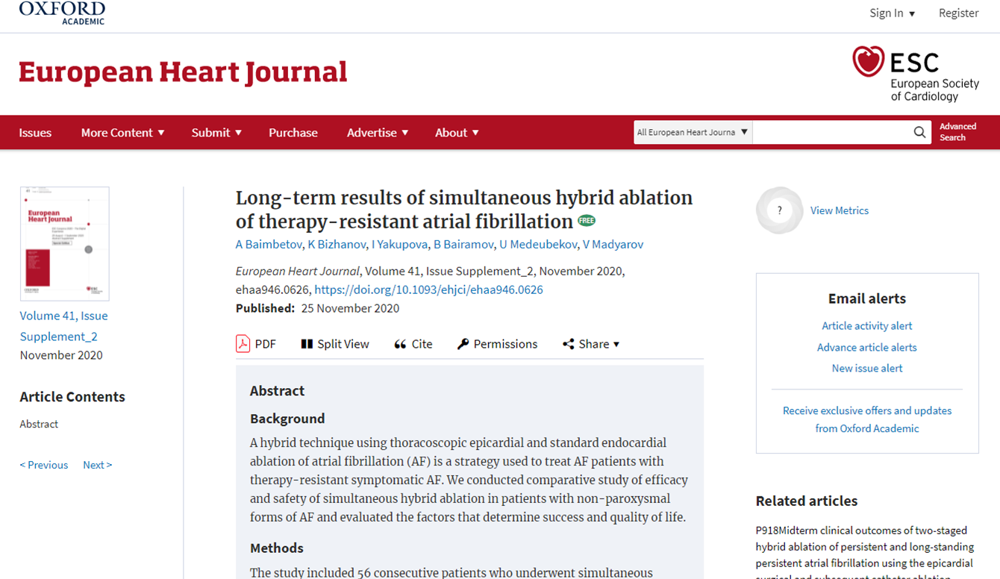 OXFORD
ACADEMIC
Sign In ▼
Register
European Heart Journal
ESC
European Society
of Cardiology
Issues
More Content ▼
Submit ▼
Purchase
Advertise ▼
About ▼
All European Heart Journa ▼
Advanced
Search
European
Heart Journal
Volume 41, Issue
Supplement_2
November 2020
Article Contents
Abstract
< Previous
Next >
Long-term results of simultaneous hybrid ablation
of therapy-resistant atrial fibrillation FREE
A Baimbetov, K Bizhanov, I Yakupova, B Bairamov, U Medeubekov, V Madyarov
European Heart Journal, Volume 41, Issue Supplement_2, November 2020,
ehaa946.0626, https://doi.org/10.1093/ehjci/ehaa946.0626
Published: 25 November 2020
PDF
Split View
Cite
Permissions
Share ▼
Abstract
Background
A hybrid technique using thoracoscopic epicardial and standard endocardial
ablation of atrial fibrillation (AF) is a strategy used to treat AF patients with
therapy-resistant symptomatic AF. We conducted comparative study of efficacy
and safety of simultaneous hybrid ablation in patients with non-paroxysmal
forms of AF and evaluated the factors that determine success and quality of life.
Methods
The study included 56 consecutive patients who underwent simultaneous
?
View Metrics
Email alerts
Article activity alert
Advance article alerts
New issue alert
Receive exclusive offers and updates
from Oxford Academic
Related articles
P918Midterm clinical outcomes of two-staged
hybrid ablation of persistent and long-standing
persistent atrial fibrillation using the epicardial
surgical and subsequent catheter ablation